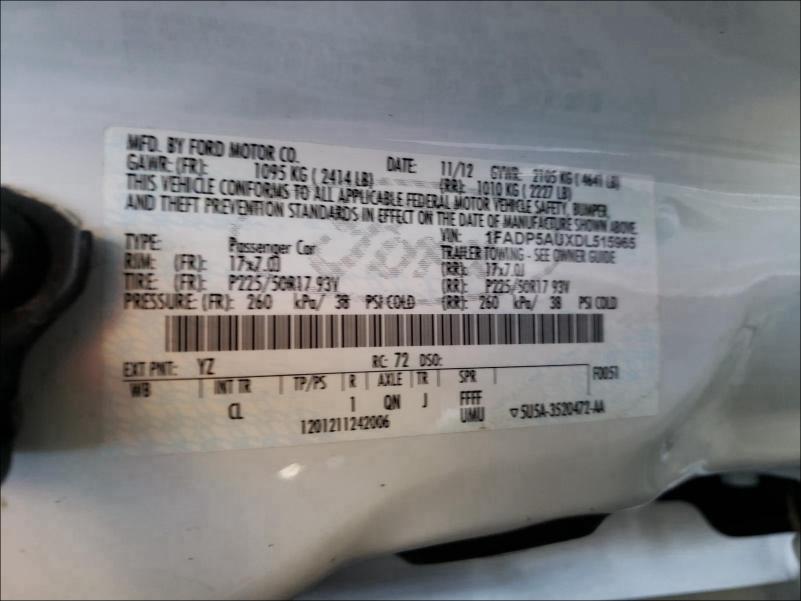 MFD. BY FORD MOTOR CO. DATE: 11/12 GVWR: 2105 KG ( 4641 LB)
GAWR: (FR): 1095 KG ( 2414 LB) (RR): 1010 KG ( 2227 LB)
THIS VEHICLE CONFORMS TO ALL APPLICABLE FEDERAL MOTOR VEHICLE SAFETY, BUMPER,
AND THEFT PREVENTION STANDARDS IN EFFECT ON THE DATE OF MANUFACTURE SHOWN ABOVE.
VIN: 1FADP5AUXDL515965
TYPE: Passenger Car TRAILER TOWING - SEE OWNER GUIDE
RIM: (FR): 17x7.0J (RR): 17x7.0J
TIRE: (FR): P225/50R17 93V (RR): P225/50R17 93V
PRESSURE: (FR): 260 kPa/ 38 PSI COLD (RR): 260 kPa/ 38 PSI COLD
EXT PNT: YZ RC: 72 DSO: F0051
WB INT TR TP/PS R AXLE TR SPR
CL 1 QN J FFFF
UMU
1201211242006 ▽5U5A-3520472-AA